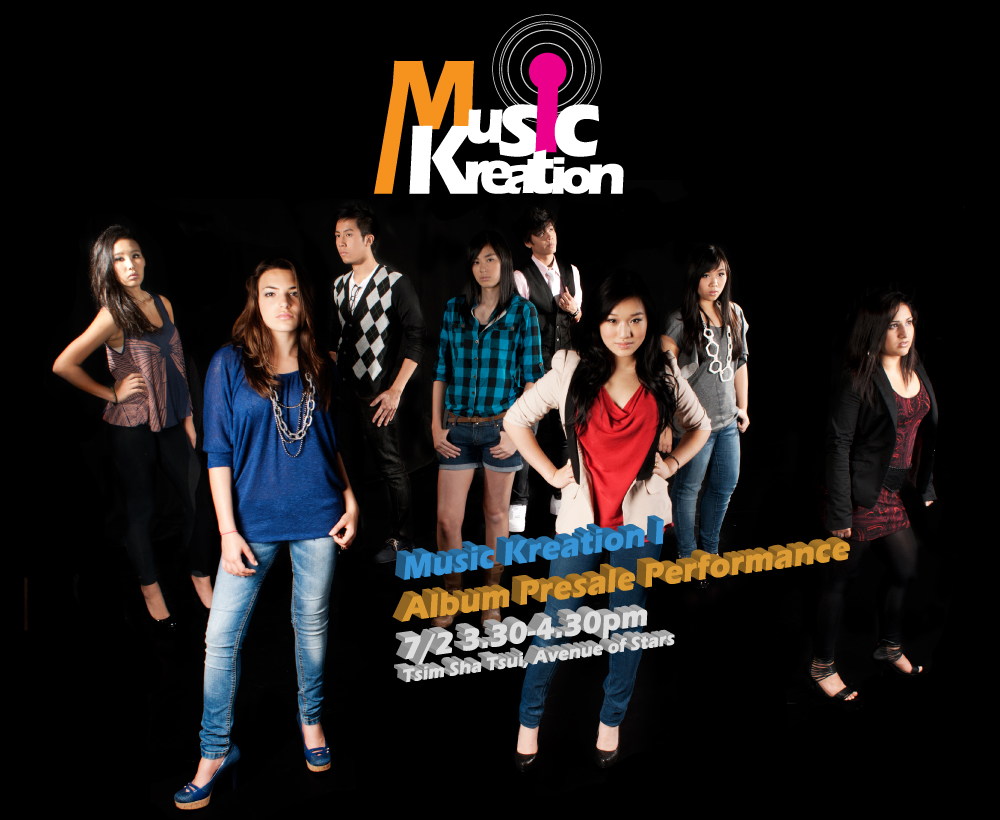 Music
Kreation
Music Kreation I
Album Presale Performance
7/2 3.30-4.30pm
Tsim Sha Tsui, Avenue of Stars